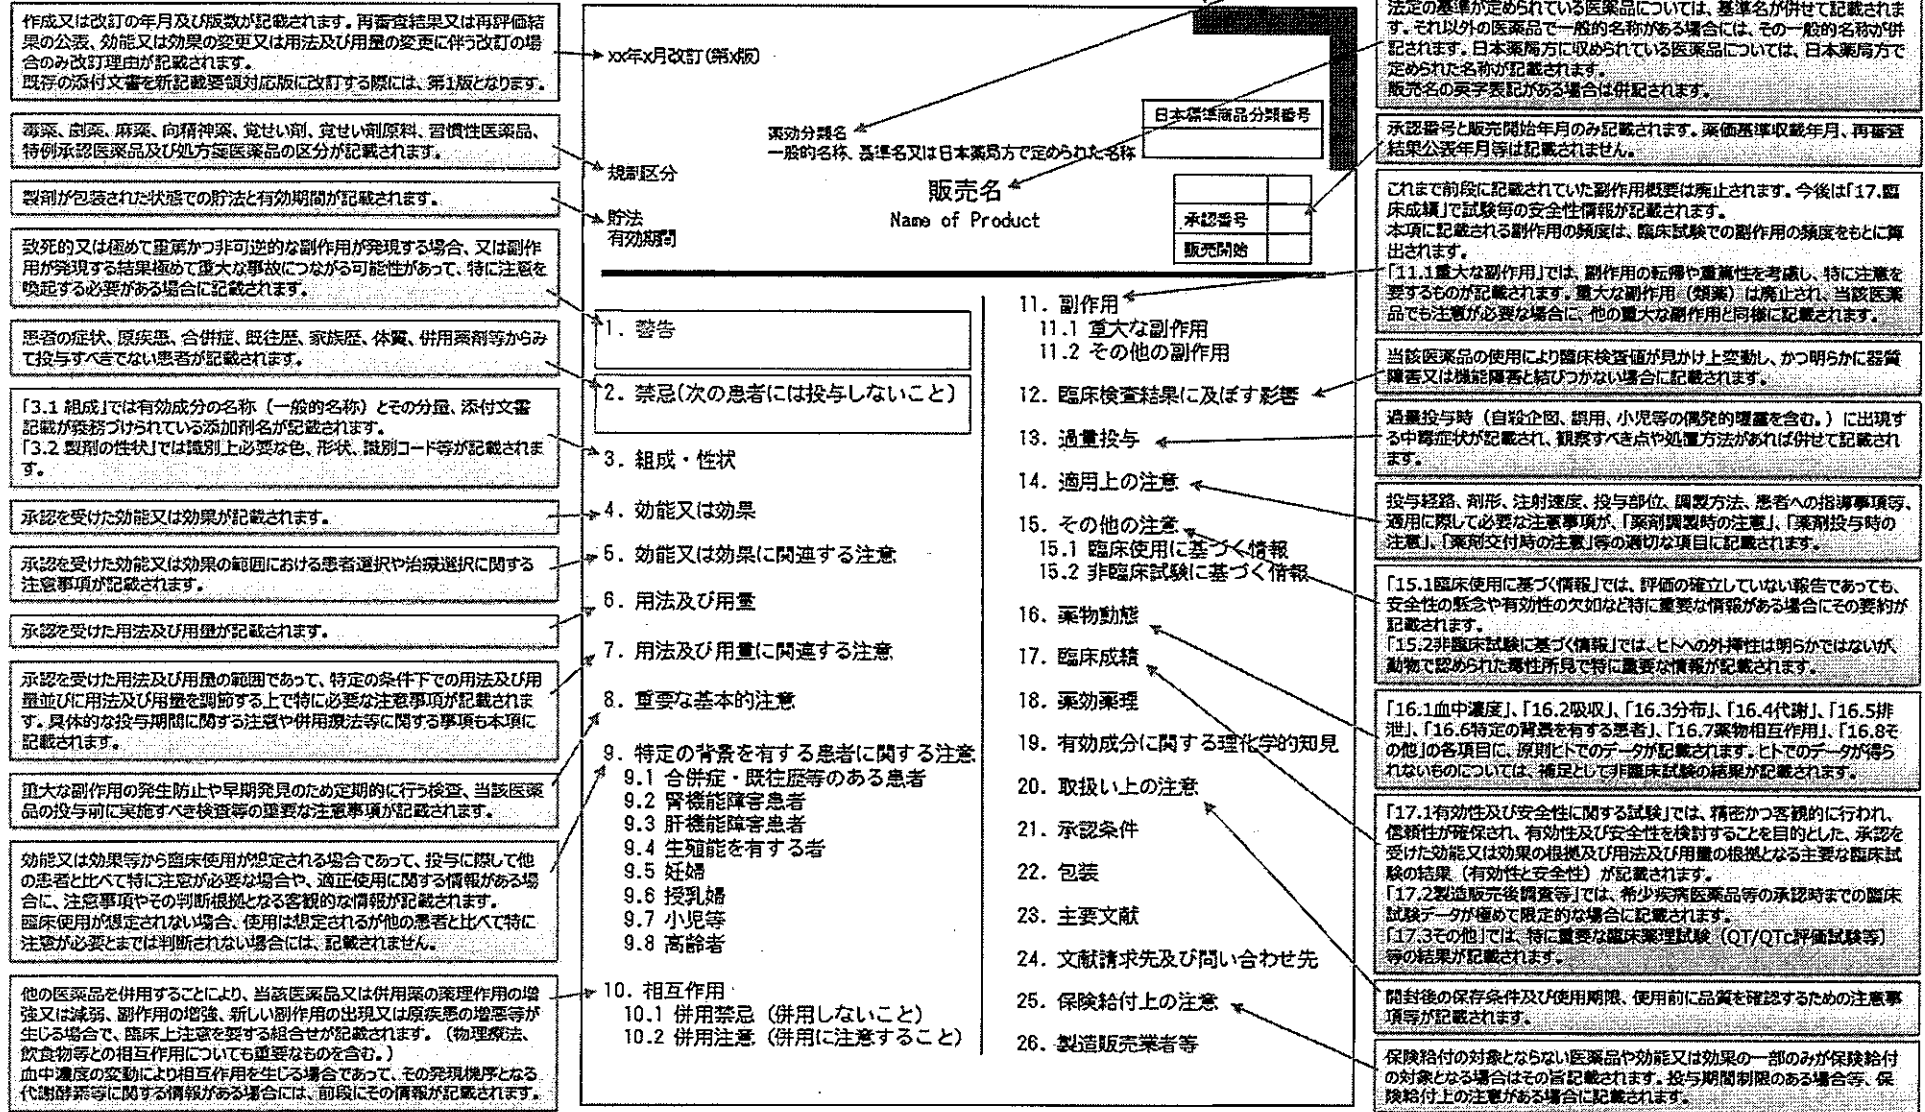 作成又は改訂の年月及び版数が記載されます。再審査結果又は再評価結
果の公表、効能又は効果の変更又は用法及び用量の変更に伴う改訂の場
合のみ改訂理由が記載されます。
既存の添付文書を新記載要領対応版に改訂する際には、第1版となります。
毒薬、劇薬、麻薬、向精神薬、覚せい剤、覚せい剤原料、習慣性医薬品、
特例承認医薬品及び処方箋医薬品の区分が記載されます。
製剤が包装された状態での貯法と有効期間が記載されます。
致死的又は極めて重篤かつ非可逆的な副作用が発現する場合、又は副作
用が発現する結果極めて重大な事故につながる可能性があって、特に注意を
喚起する必要がある場合に記載されます。
患者の症状、原疾患、合併症、既往歴、家族歴、体質、併用薬剤等からみ
て投与すべきでない患者が記載されます。
「3.1 組成」では有効成分の名称（一般的名称）とその分量、添付文書
記載が義務づけられている添加剤名が記載されます。
「3.2 製剤の性状」では識別上必要な色、形状、識別コード等が記載されま
す。
承認を受けた効能又は効果が記載されます。
承認を受けた効能又は効果の範囲における患者選択や治療選択に関する
注意事項が記載されます。
承認を受けた用法及び用量が記載されます。
承認を受けた用法及び用量の範囲であって、特定の条件下での用法及び用
量並びに用法及び用量を調節する上で特に必要な注意事項が記載されま
す。具体的な投与期間に関する注意や併用療法等に関する事項も本項に
記載されます。
重大な副作用の発生防止や早期発見のため定期的に行う検査、当該医薬
品の投与前に実施すべき検査等の重要な注意事項が記載されます。
効能又は効果等から臨床使用が想定される場合であって、投与に際して他
の患者と比べて特に注意が必要な場合や、適正使用に関する情報がある場
合に、注意事項やその判断根拠となる客観的な情報が記載されます。
臨床使用が想定されない場合、使用は想定されるが他の患者と比べて特に
注意が必要とまでは判断されない場合には、記載されません。
他の医薬品を併用することにより、当該医薬品又は併用薬の薬理作用の増
強又は減弱、副作用の増強、新しい副作用の出現又は原疾患の増悪等が
生じる場合で、臨床上注意を要する組合せが記載されます。（物理療法、
飲食物等との相互作用についても重要なものを含む。）
血中濃度の変動により相互作用を生じる場合であって、その発現機序となる
代謝酵素等に関する情報がある場合には、前段にその情報が記載されます。
xx年x月改訂(第x版)
日本標準商品分類番号
薬効分類名
一般的名称、基準名又は日本薬局方で定められた名称
規制区分
販売名
Name of Product
貯法
有効期間
承認番号
販売開始
1. 警告
2. 禁忌(次の患者には投与しないこと)
3. 組成・性状
4. 効能又は効果
5. 効能又は効果に関連する注意
6. 用法及び用量
7. 用法及び用量に関連する注意
8. 重要な基本的注意
9. 特定の背景を有する患者に関する注意
9.1 合併症・既往歴等のある患者
9.2 腎機能障害患者
9.3 肝機能障害患者
9.4 生殖能を有する者
9.5 妊婦
9.6 授乳婦
9.7 小児等
9.8 高齢者
10. 相互作用
10.1 併用禁忌（併用しないこと）
10.2 併用注意（併用に注意すること）
11. 副作用
11.1 重大な副作用
11.2 その他の副作用
12. 臨床検査結果に及ぼす影響
13. 過量投与
14. 適用上の注意
15. その他の注意
15.1 臨床使用に基づく情報
15.2 非臨床試験に基づく情報
16. 薬物動態
17. 臨床成績
18. 薬効薬理
19. 有効成分に関する理化学的知見
20. 取扱い上の注意
21. 承認条件
22. 包装
23. 主要文献
24. 文献請求先及び問い合わせ先
25. 保険給付上の注意
26. 製造販売業者等
法定の基準が定められている医薬品については、基準名が併せて記載されま
す。それ以外の医薬品で一般的名称がある場合には、その一般的名称が併
記されます。日本薬局方に収められている医薬品については、日本薬局方で
定められた名称が記載されます。
販売名の英字表記がある場合は併記されます。
承認番号と販売開始年月のみ記載されます。薬価基準収載年月、再審査
結果公表年月等は記載されません。
これまで前段に記載されていた副作用概要は廃止されます。今後は「17.臨
床成績」で試験毎の安全性情報が記載されます。
本項に記載される副作用の頻度は、臨床試験での副作用の頻度をもとに算
出されます。
「11.1重大な副作用」では、副作用の転帰や重篤性を考慮し、特に注意を
要するものが記載されます。重大な副作用（類薬）は廃止され、当該医薬
品でも注意が必要な場合に、他の重大な副作用と同様に記載されます。
当該医薬品の使用により臨床検査値が見かけ上変動し、かつ明らかに器質
障害又は機能障害と結びつかない場合に記載されます。
過量投与時（自殺企図、誤用、小児等の偶発的曝露を含む。）に出現す
る中毒症状が記載され、観察すべき点や処置方法があれば併せて記載され
ます。
投与経路、剤形、注射速度、投与部位、調製方法、患者への指導事項等、
適用に際して必要な注意事項が、「薬剤調製時の注意」、「薬剤投与時の
注意」、「薬剤交付時の注意」等の適切な項目に記載されます。
「15.1臨床使用に基づく情報」では、評価の確立していない報告であっても、
安全性の懸念や有効性の欠如など特に重要な情報がある場合にその要約が
記載されます。
「15.2非臨床試験に基づく情報」では、ヒトへの外挿性は明らかではないが、
動物で認められた毒性所見で特に重要な情報が記載されます。
「16.1血中濃度」、「16.2吸収」、「16.3分布」、「16.4代謝」、「16.5排
泄」、「16.6特定の背景を有する患者」、「16.7薬物相互作用」、「16.8そ
の他」の各項目に、原則ヒトでのデータが記載されます。ヒトでのデータが得ら
れないものについては、補足として非臨床試験の結果が記載されます。
「17.1有効性及び安全性に関する試験」では、精密かつ客観的に行われ、
信頼性が確保され、有効性及び安全性を検討することを目的とした、承認を
受けた効能又は効果の根拠及び用法及び用量の根拠となる主要な臨床試
験の結果（有効性と安全性）が記載されます。
「17.2製造販売後調査等」では、希少疾病医薬品等の承認時までの臨床
試験データが極めて限定的な場合に記載されます。
「17.3その他」では、特に重要な臨床薬理試験（QT/QTc評価試験等）
等の結果が記載されます。
開封後の保存条件及び使用期限、使用前に品質を確認するための注意事
項等が記載されます。
保険給付の対象とならない医薬品や効能又は効果の一部のみが保険給付
の対象となる場合はその旨記載されます。投与期間制限のある場合等、保
険給付上の注意がある場合に記載されます。